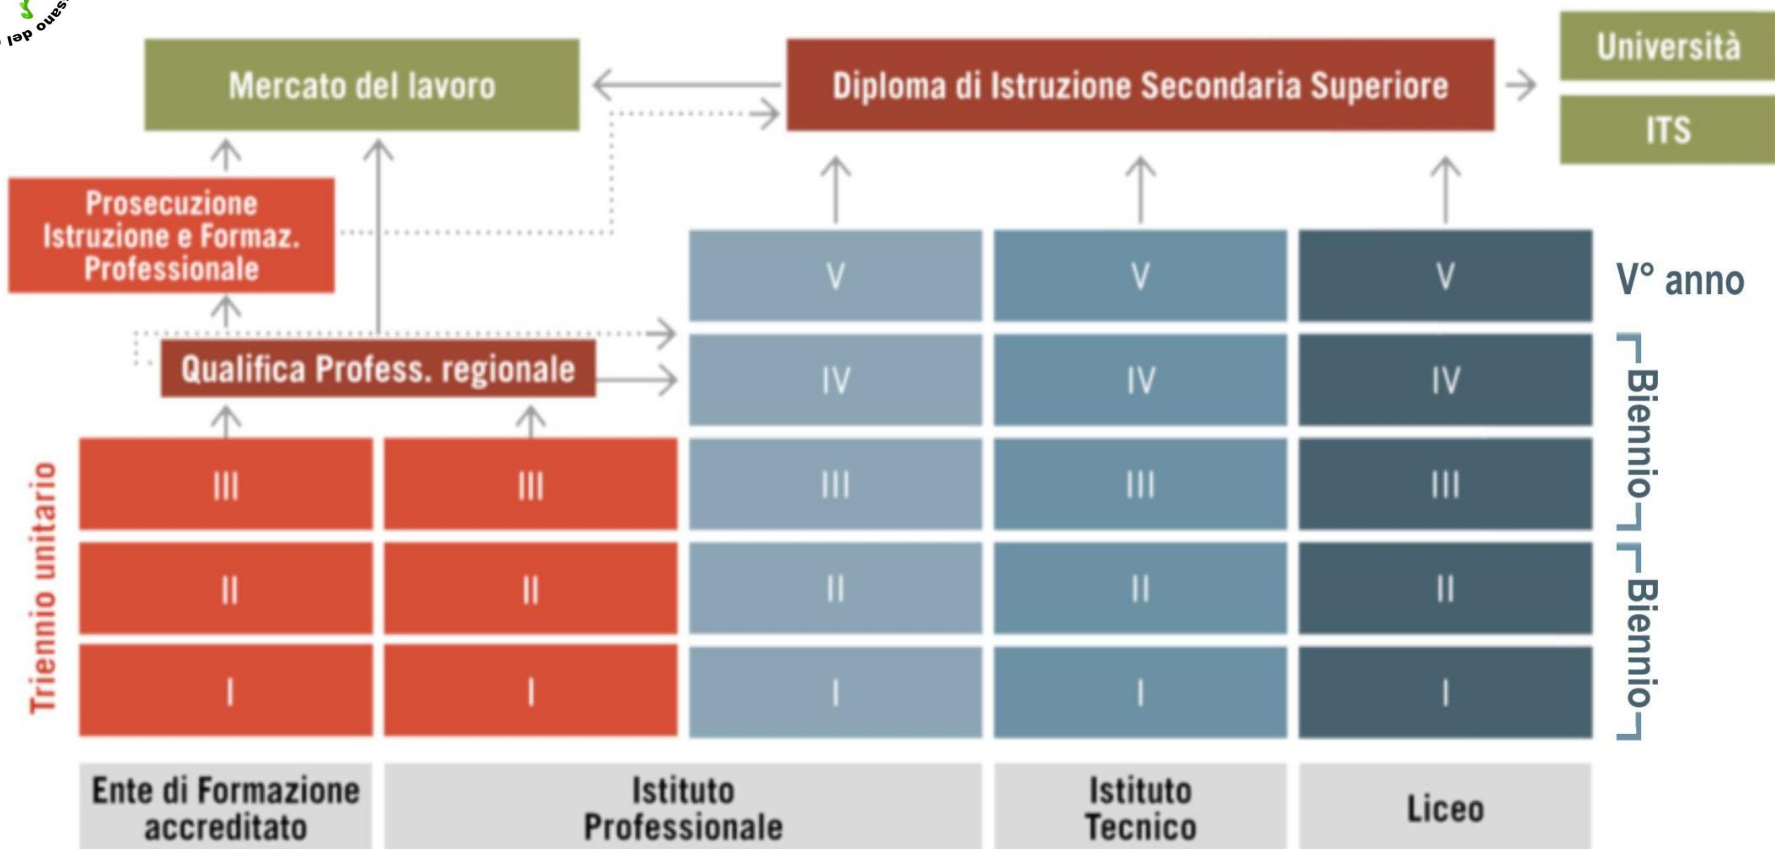 sano del
Università
Mercato del lavoro
Diploma di Istruzione Secondaria Superiore
ITS
Prosecuzione
Istruzione e Formaz.
Professionale
V
V
V
V° anno
Qualifica Profess. regionale
IV
IV
IV
Biennio
III
III
III
III
III
Triennio unitario
II
II
II
II
II
Biennio
I
I
I
I
I
Ente di Formazione
accreditato
Istituto
Professionale
Istituto
Tecnico
Liceo